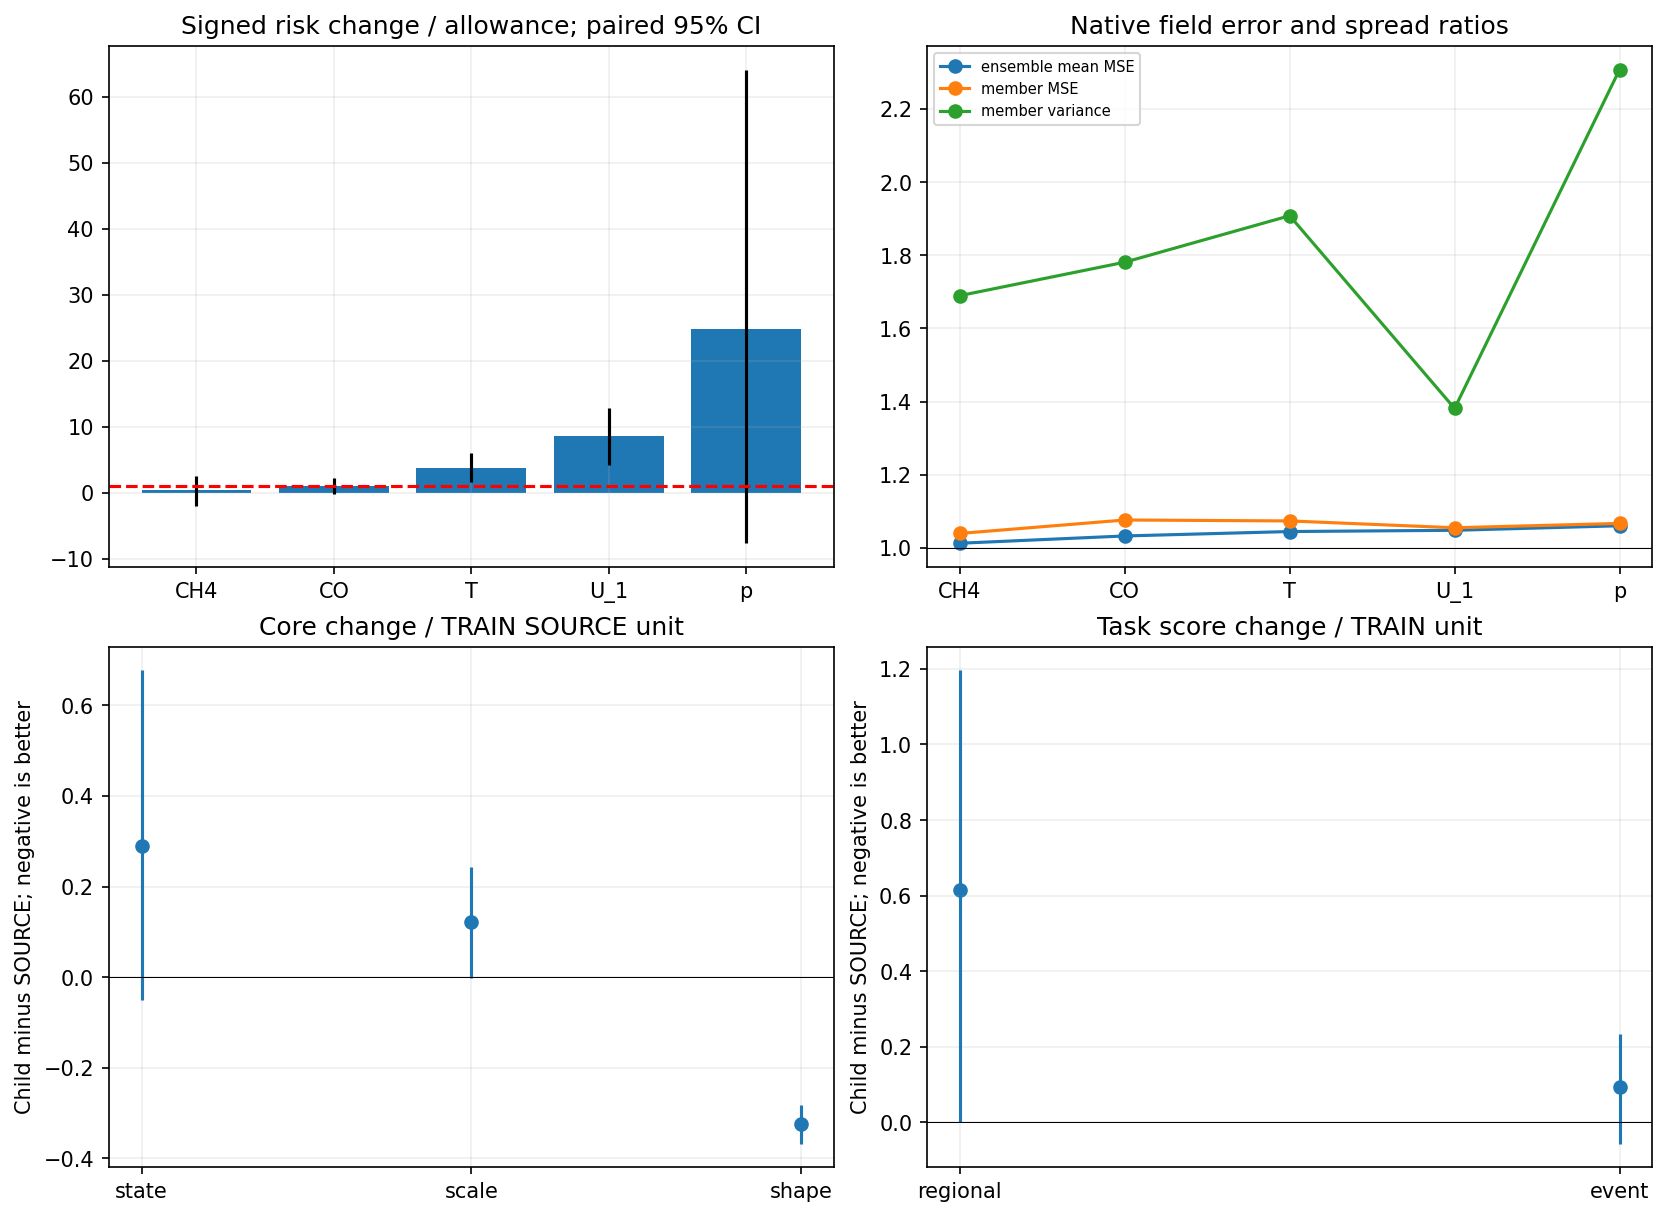 Signed risk change / allowance; paired 95% CI
60
50
40
30
20
10
0
−10
CH4
CO
T
U_1
p
Native field error and spread ratios
ensemble mean MSE
member MSE
member variance
2.2
2.0
1.8
1.6
1.4
1.2
1.0
CH4
CO
T
U_1
p
Core change / TRAIN SOURCE unit
Child minus SOURCE; negative is better
0.6
0.4
0.2
0.0
−0.2
−0.4
state
scale
shape
Task score change / TRAIN unit
Child minus SOURCE; negative is better
1.2
1.0
0.8
0.6
0.4
0.2
0.0
regional
event